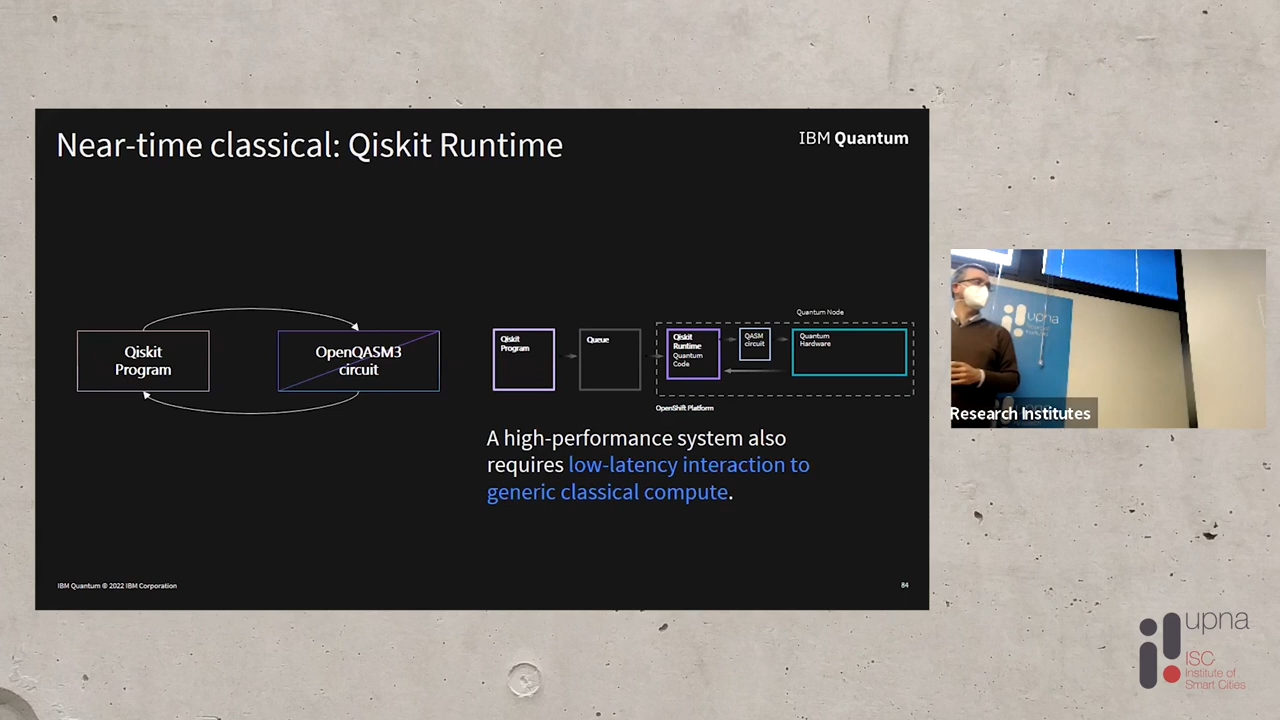 Near-time classical: Qiskit Runtime
IBM Quantum
Qiskit
Program
OpenQASM3
circuit
Quantum Node
Qiskit
Program
Queue
Qiskit
Runtime
Quantum
Code
QASM
circuit
Quantum
Hardware
OpenShift Platform
A high-performance system also
requires low-latency interaction to
generic classical compute.
IBM Quantum © 2022 IBM Corporation
84
upna
Research Institutes
upna
ISC
Institute of
Smart Cities